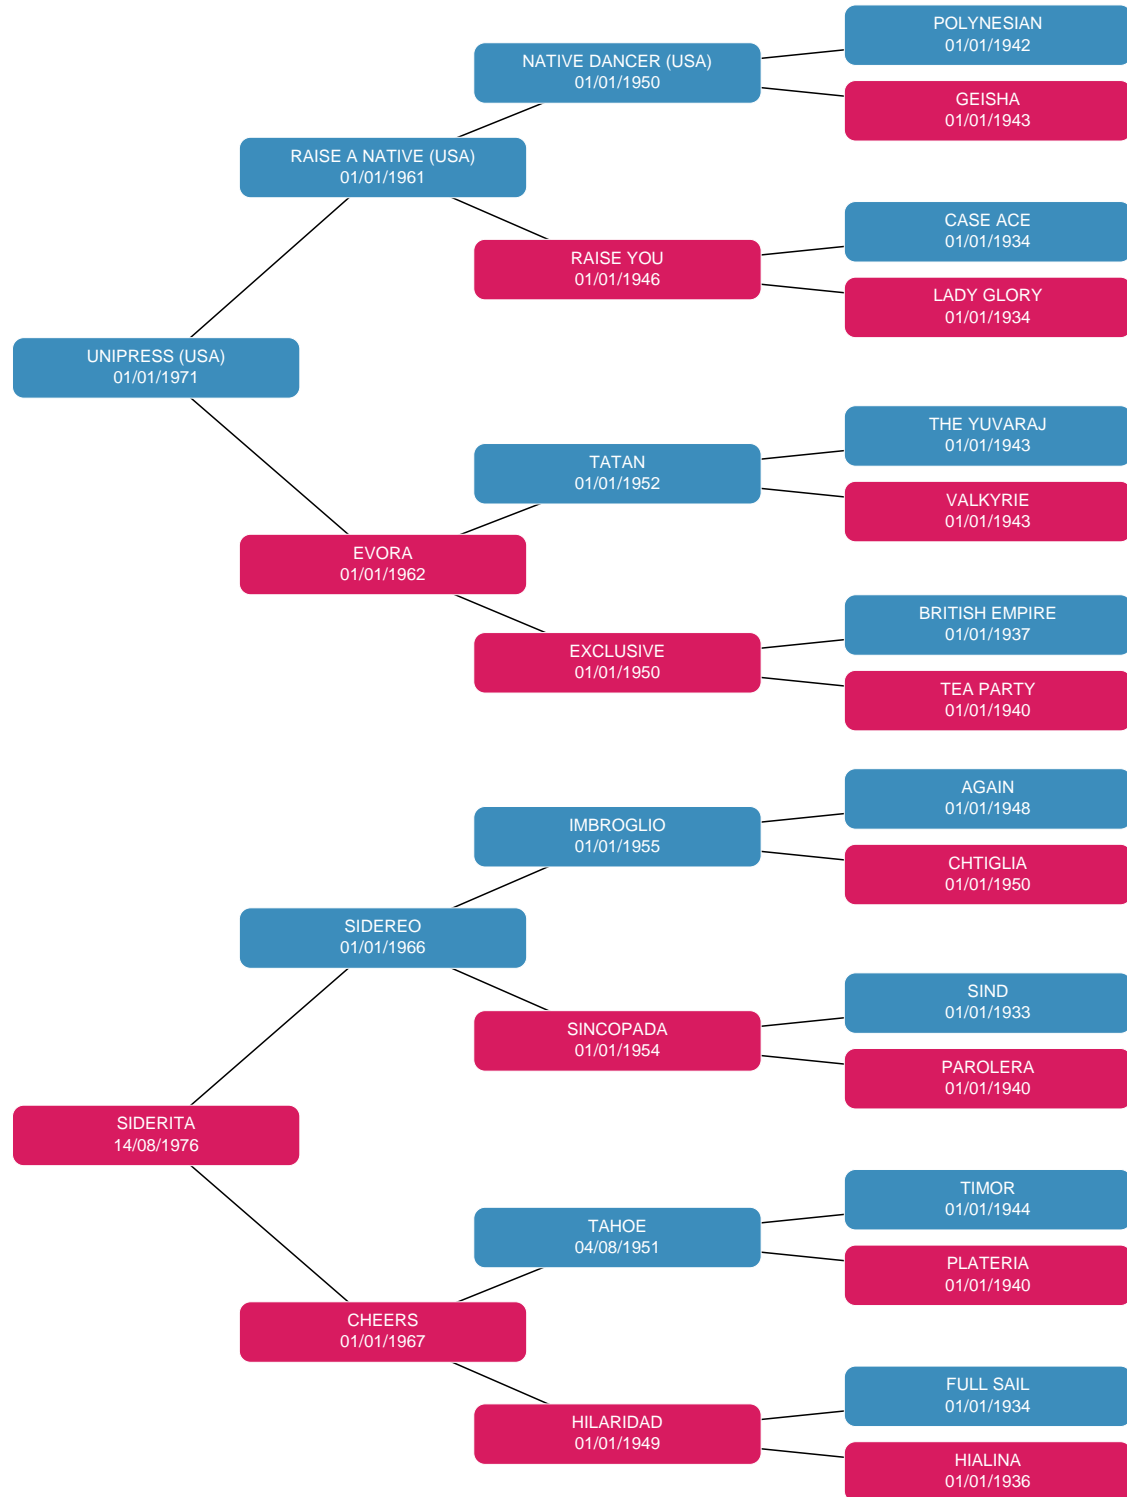 POLYNESIAN
01/01/1942
NATIVE DANCER (USA)
01/01/1950
GEISHA
01/01/1943
RAISE A NATIVE (USA)
01/01/1961
CASE ACE
01/01/1934
RAISE YOU
01/01/1946
LADY GLORY
01/01/1934
UNIPRESS (USA)
01/01/1971
THE YUVARAJ
01/01/1943
TATAN
01/01/1952
VALKYRIE
01/01/1943
EVORA
01/01/1962
BRITISH EMPIRE
01/01/1937
EXCLUSIVE
01/01/1950
TEA PARTY
01/01/1940
AGAIN
01/01/1948
IMBROGLIO
01/01/1955
CHTIGLIA
01/01/1950
SIDEREO
01/01/1966
SIND
01/01/1933
SINCOPADA
01/01/1954
PAROLERA
01/01/1940
SIDERITA
14/08/1976
TIMOR
01/01/1944
TAHOE
04/08/1951
PLATERIA
01/01/1940
CHEERS
01/01/1967
FULL SAIL
01/01/1934
HILARIDAD
01/01/1949
HIALINA
01/01/1936